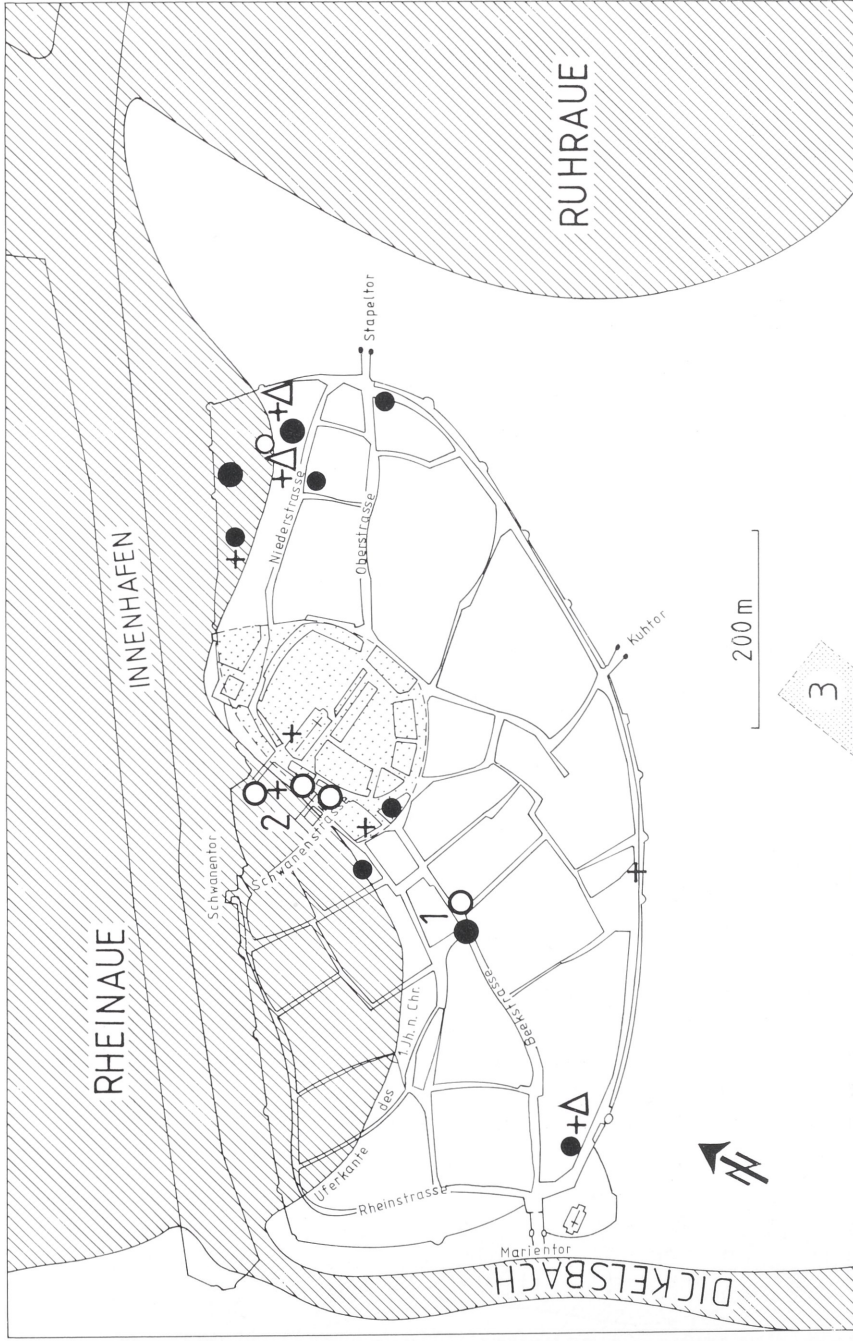 RHEINAUE
INNENHAFEN
RUHRAUE
Schwanentor
Schwanenstrasse
Stapeltor
Niederstrasse
Oberstrasse
2
1
Uferkante des 1. Jh. n. Chr.
Beekstrasse
Kuhtor
200m
3
Rheinstrasse
Marientor
DICKELSBACH
N